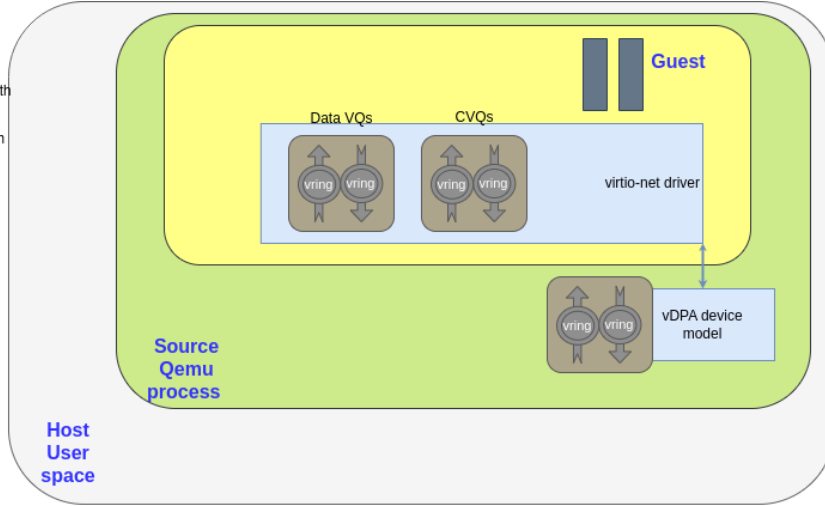 Guest
th
Data VQs
CVQs
n
vring
vring
vring
vring
virtio-net driver
vring
vring
vDPA device
model
Source
Qemu
process
Host
User
space